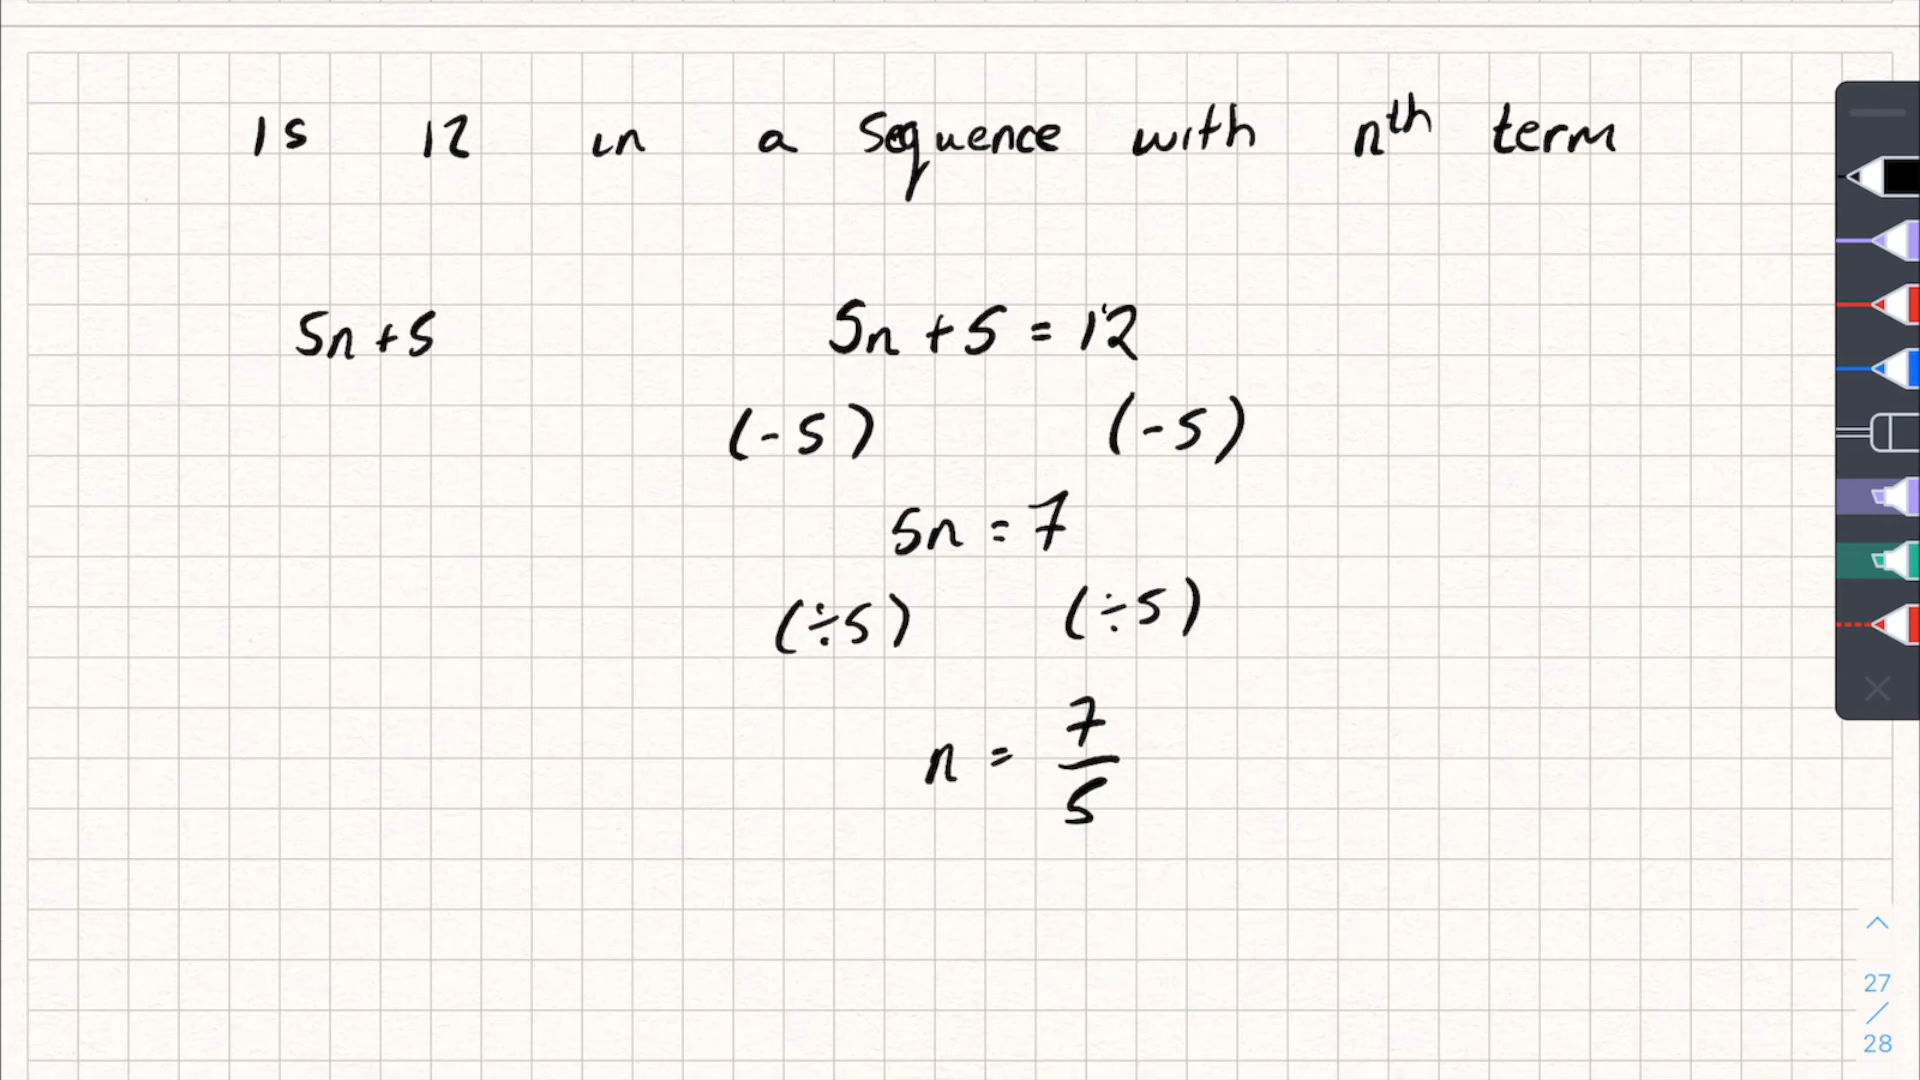 Is 12 in a sequence with nth term
5n + 5
5n + 5 = 12
(-5) (-5)
5n = 7
(÷5) (÷5)
n = 7/5
27
/
28